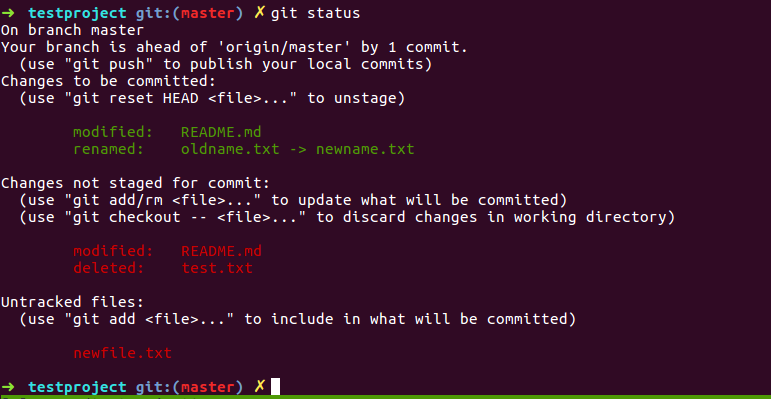 ➜ testproject git:(master) ✗ git status
On branch master
Your branch is ahead of 'origin/master' by 1 commit.
  (use "git push" to publish your local commits)
Changes to be committed:
  (use "git reset HEAD <file>..." to unstage)
        modified:   README.md
        renamed:    oldname.txt -> newname.txt
Changes not staged for commit:
  (use "git add/rm <file>..." to update what will be committed)
  (use "git checkout -- <file>..." to discard changes in working directory)
        modified:   README.md
        deleted:    test.txt
Untracked files:
  (use "git add <file>..." to include in what will be committed)
        newfile.txt
➜ testproject git:(master) ✗